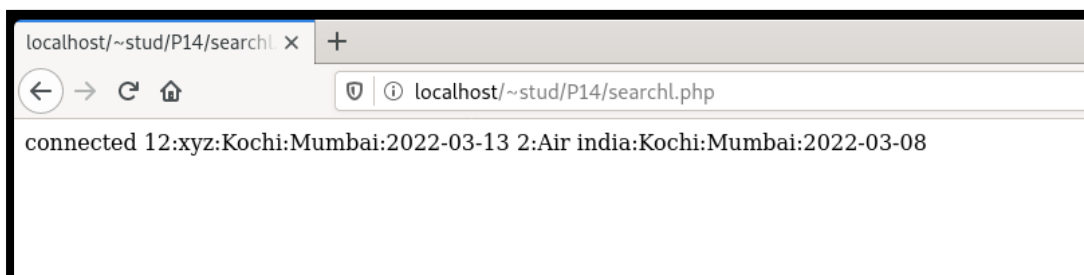 localhost/~stud/P14/searchl
localhost/~stud/P14/searchl.php
connected 12:xyz:Kochi:Mumbai:2022-03-13 2:Air india:Kochi:Mumbai:2022-03-08